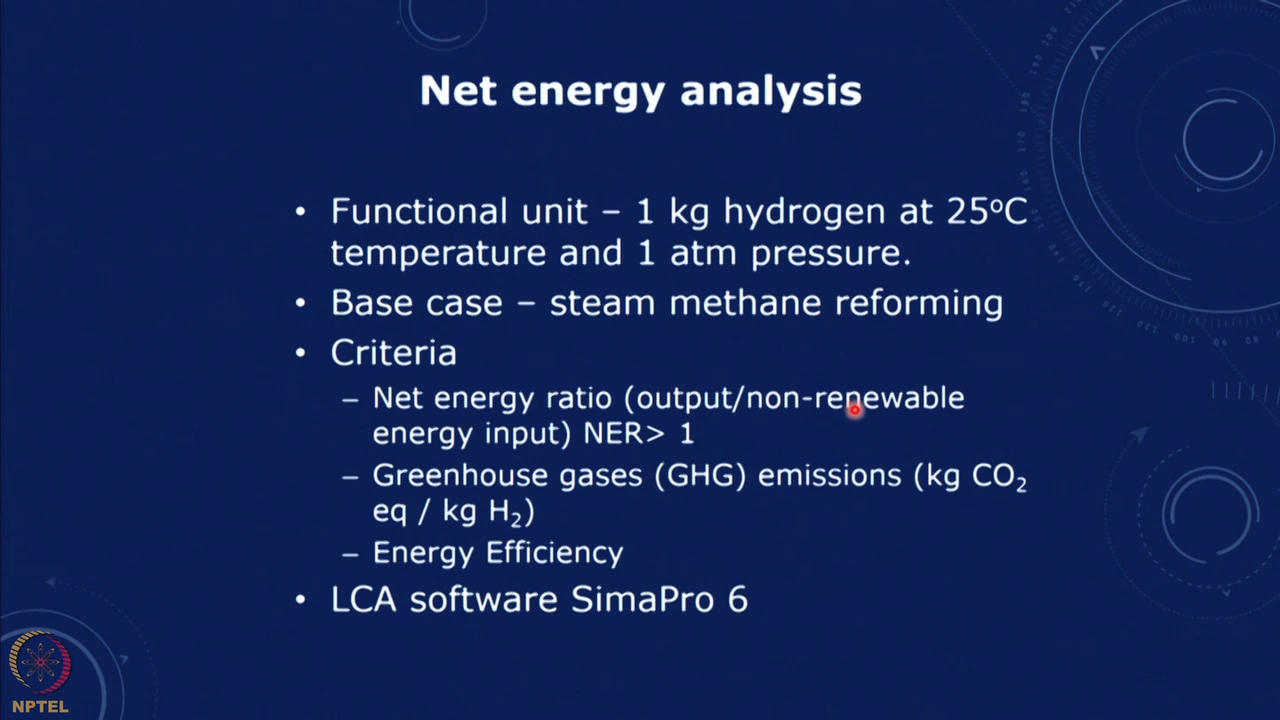 Net energy analysis
• Functional unit – 1 kg hydrogen at 25ºC
temperature and 1 atm pressure.
• Base case – steam methane reforming
• Criteria
– Net energy ratio (output/non-renewable
energy input) NER> 1
– Greenhouse gases (GHG) emissions (kg CO₂
eq / kg H₂)
– Energy Efficiency
• LCA software SimaPro 6
NPTEL